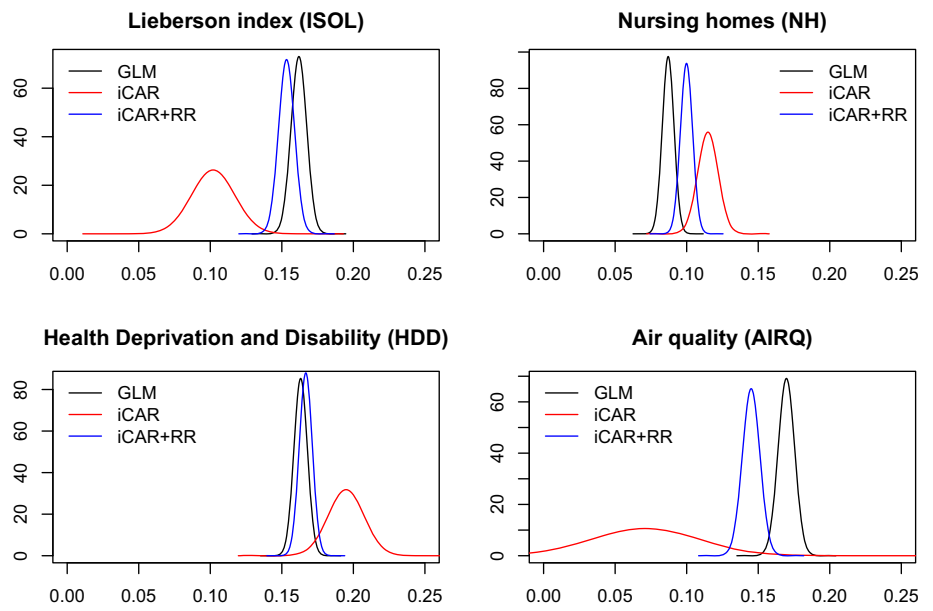 Lieberson index (ISOL)
GLM
iCAR
iCAR+RR
0 20 40 60
0.00 0.05 0.10 0.15 0.20 0.25
Nursing homes (NH)
GLM
iCAR
iCAR+RR
0 20 40 60 80
0.00 0.05 0.10 0.15 0.20 0.25
Health Deprivation and Disability (HDD)
GLM
iCAR
iCAR+RR
0 20 40 60 80
0.00 0.05 0.10 0.15 0.20 0.25
Air quality (AIRQ)
GLM
iCAR
iCAR+RR
0 20 40 60
0.00 0.05 0.10 0.15 0.20 0.25